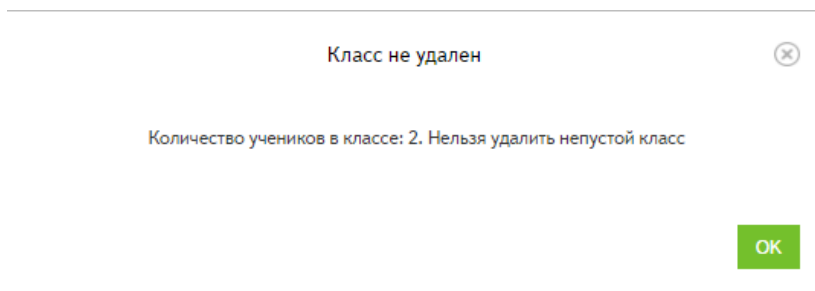 Класс не удален
Количество учеников в классе: 2. Нельзя удалить непустой класс
OK